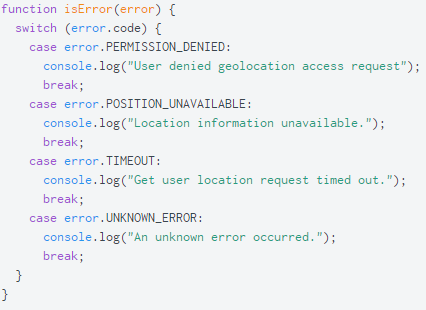 function isError(error) {
  switch (error.code) {
    case error.PERMISSION_DENIED:
      console.log("User denied geolocation access request");
      break;
    case error.POSITION_UNAVAILABLE:
      console.log("Location information unavailable.");
      break;
    case error.TIMEOUT:
      console.log("Get user location request timed out.");
      break;
    case error.UNKNOWN_ERROR:
      console.log("An unknown error occurred.");
      break;
  }
}